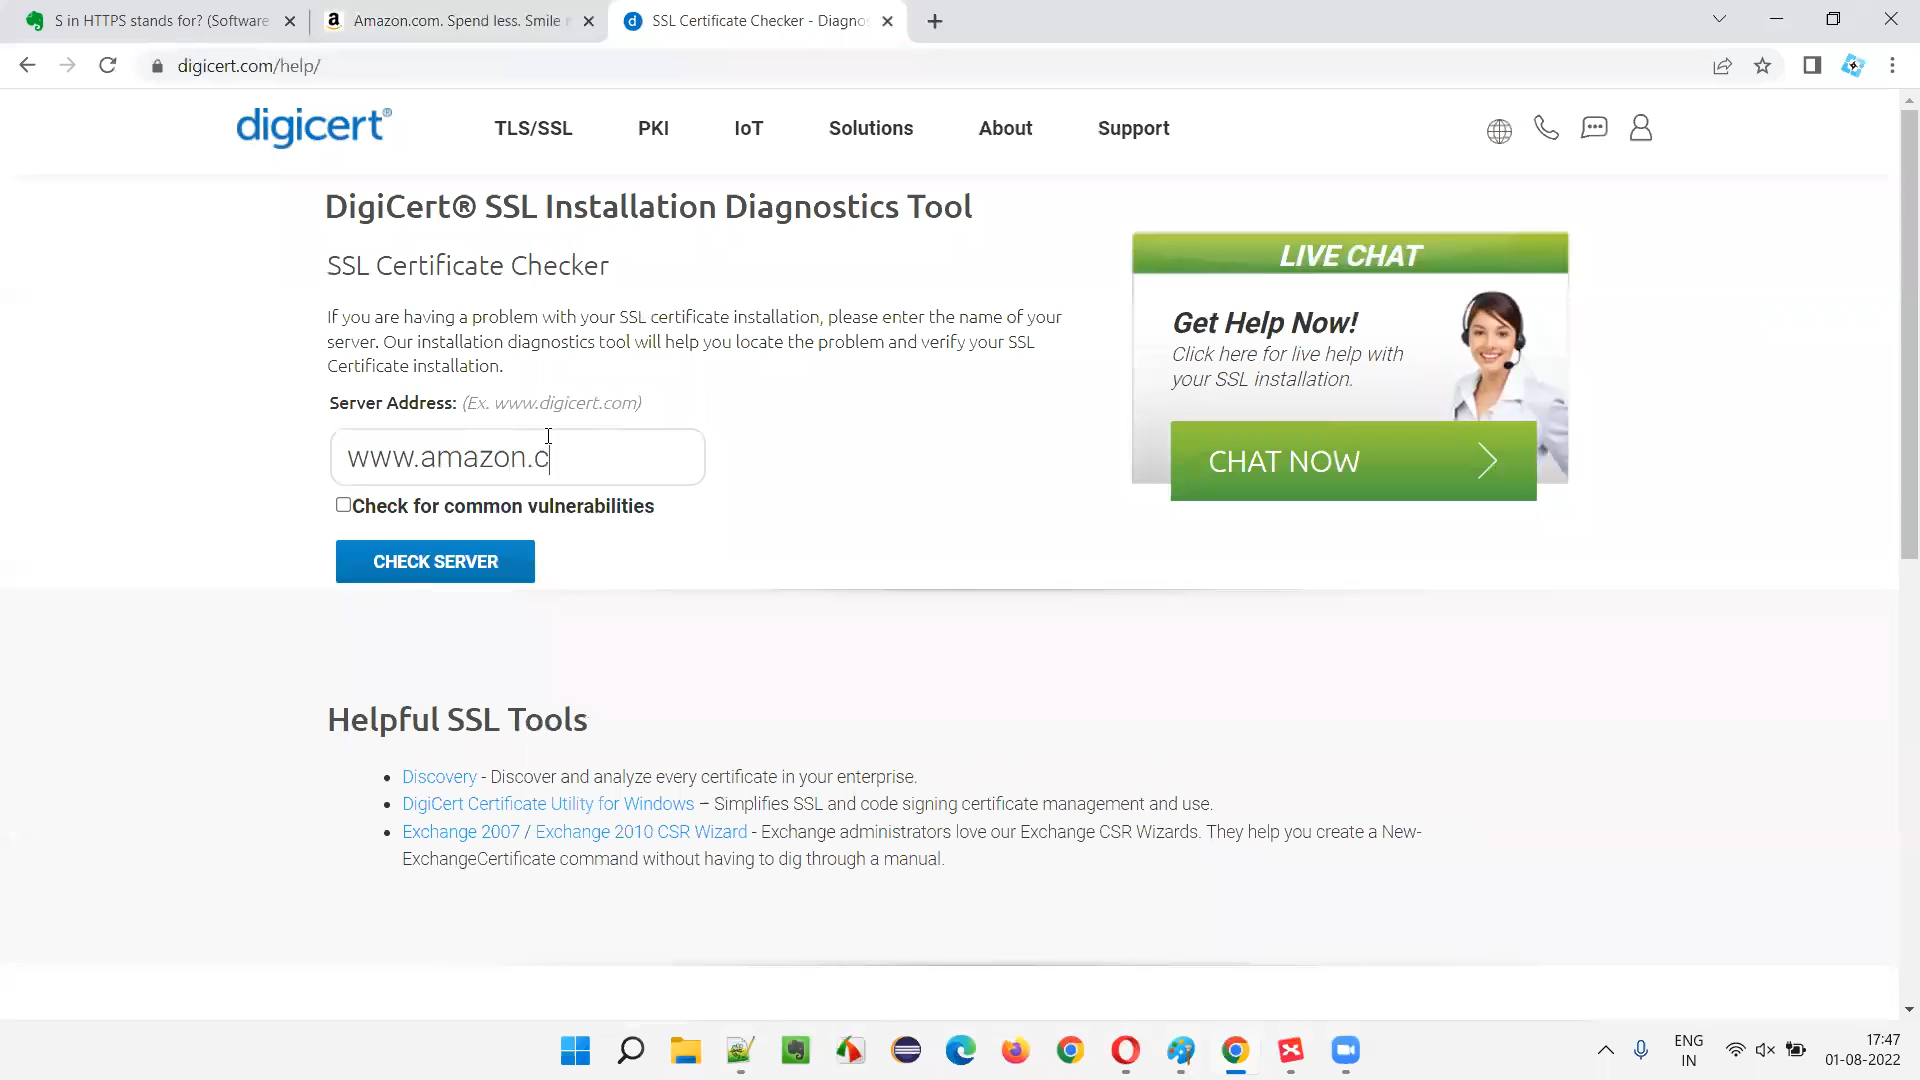 S in HTTPS stands for? (Software
Amazon.com. Spend less. Smile
SSL Certificate Checker - Diagnos
digicert.com/help/
digicert®
TLS/SSL
PKI
IoT
Solutions
About
Support
DigiCert® SSL Installation Diagnostics Tool
SSL Certificate Checker
If you are having a problem with your SSL certificate installation, please enter the name of your
server. Our installation diagnostics tool will help you locate the problem and verify your SSL
Certificate installation.
Server Address: (Ex. www.digicert.com)
www.amazon.c
Check for common vulnerabilities
CHECK SERVER
LIVE CHAT
Get Help Now!
Click here for live help with
your SSL installation.
CHAT NOW
Helpful SSL Tools
Discovery - Discover and analyze every certificate in your enterprise.
DigiCert Certificate Utility for Windows – Simplifies SSL and code signing certificate management and use.
Exchange 2007 / Exchange 2010 CSR Wizard - Exchange administrators love our Exchange CSR Wizards. They help you create a New-
ExchangeCertificate command without having to dig through a manual.
ENG
IN
17:47
01-08-2022